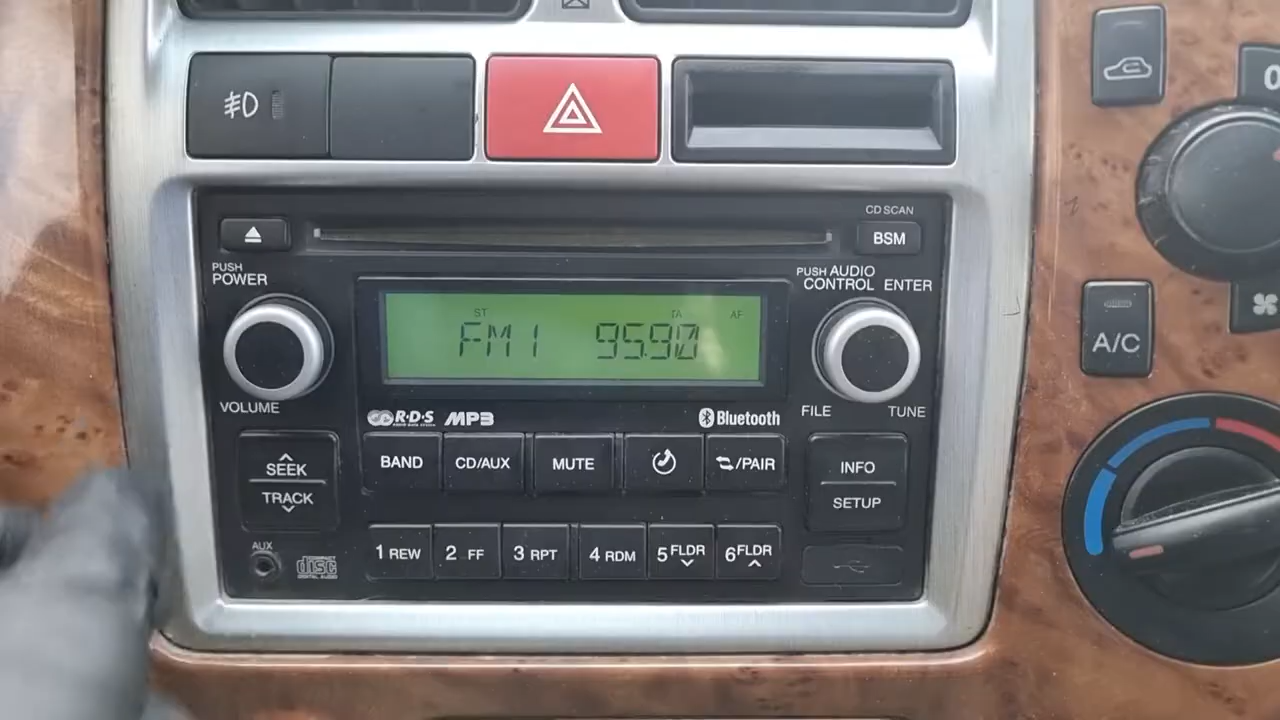 0
CD SCAN
BSM
PUSH
POWER
PUSH AUDIO
CONTROL ENTER
ST TA AF
FM1 95.90
A/C
VOLUME
FILE TUNE
R·D·S MP3 Bluetooth
BAND CD/AUX MUTE /PAIR
SEEK
TRACK
INFO
SETUP
AUX
COMPACT
disc
DIGITAL AUDIO
1 REW 2 FF 3 RPT 4 RDM 5 FLDR 6 FLDR